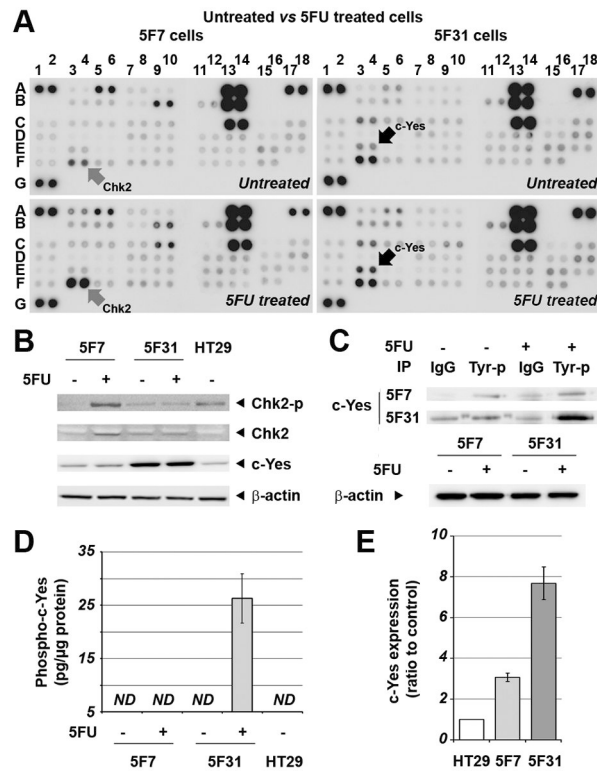 Untreated vs 5FU treated cells
A
5F7 cells
5F31 cells
1 2 3 4 5 6 7 8 9 10 11 12 13 14 15 16 17 18
1 2 3 4 5 6 7 8 9 10 11 12 13 14 15 16 17 18
A
B
C
D
E
F
G
Chk2
Untreated
c-Yes
Untreated
A
B
C
D
E
F
G
Chk2
5FU treated
c-Yes
5FU treated
B
5F7 5F31 HT29
5FU - + - + -
Chk2-p
Chk2
c-Yes
β-actin
C
5FU - - + +
IP IgG Tyr-p IgG Tyr-p
c-Yes
5F7
5F31
5F7 5F31
5FU - + - +
β-actin
D
Phospho-c-Yes
(pg/µg protein)
35
25
15
5
ND ND ND ND
5FU - + - + -
5F7 5F31 HT29
E
c-Yes expression
(ratio to control)
10
8
6
4
2
0
HT29 5F7 5F31